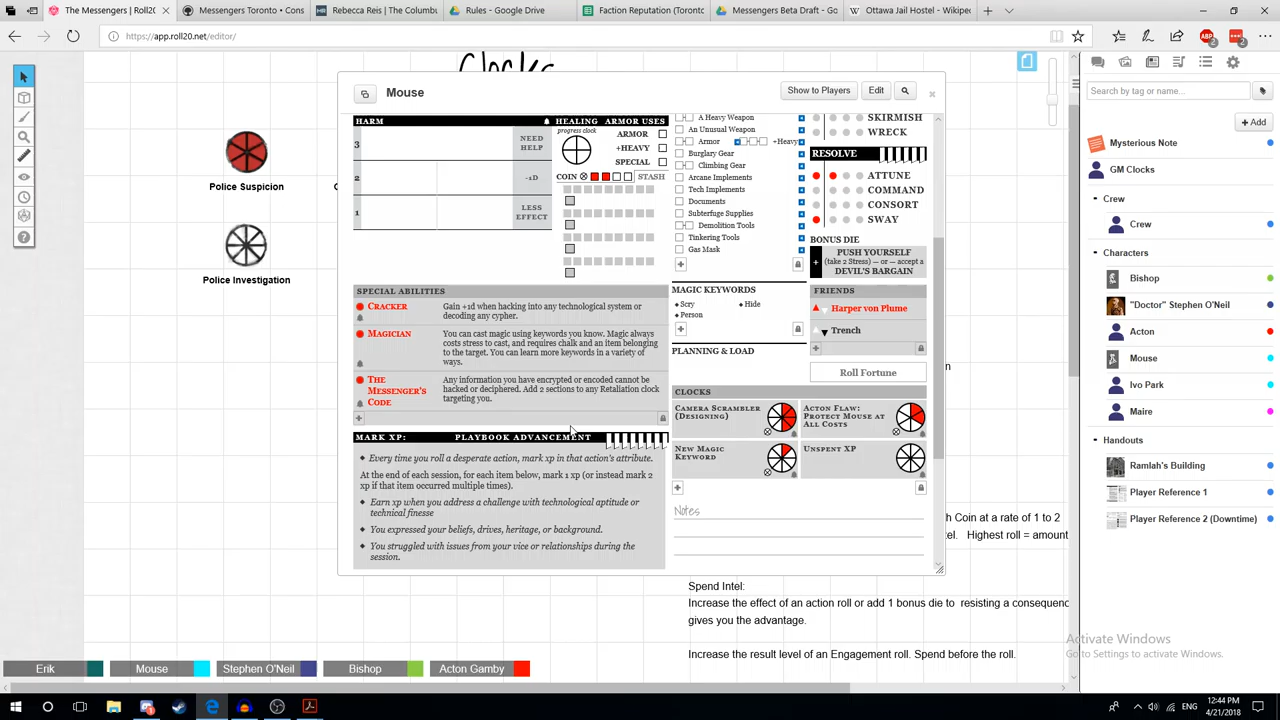 The Messengers | Roll20
Messengers Toronto • Cons
Rebecca Reis | The Columbu
Rules - Google Drive
Faction Reputation (Toront
Messengers Beta Draft - Go
Ottawa Jail Hostel - Wikipe
https://app.roll20.net/editor/
ABP
2
2
Clocks
Police Suspicion
Police Investigation
Mouse
Show to Players
Edit
HARM
HEALING
ARMOR USES
progress clock
3
NEED HELP
ARMOR
+HEAVY
SPECIAL
2
-1D
COIN
STASH
1
LESS EFFECT
A Heavy Weapon
An Unusual Weapon
Armor
+Heavy
Burglary Gear
Climbing Gear
Arcane Implements
Tech Implements
Documents
Subterfuge Supplies
Demolition Tools
Tinkering Tools
Gas Mask
SKIRMISH
WRECK
RESOLVE
ATTUNE
COMMAND
CONSORT
SWAY
BONUS DIE
PUSH YOURSELF
(take 2 Stress) — or — accept a
DEVIL'S BARGAIN
SPECIAL ABILITIES
Cracker
Gain +1d when hacking into any technological system or
decoding any cypher.
Magician
You can cast magic using keywords you know. Magic always
costs stress to cast, and requires chalk and an item belonging
to the target. You can learn more keywords in a variety of
ways.
The
Messenger's
Code
Any information you have encrypted or encoded cannot be
hacked or deciphered. Add 2 sections to any Retaliation clock
targeting you.
MAGIC KEYWORDS
Scry
Hide
Person
PLANNING & LOAD
FRIENDS
Harper von Plume
Trench
Roll Fortune
CLOCKS
Camera Scrambler
(Designing)
Acton Flaw:
Protect Mouse at
All Costs
New Magic
Keyword
Unspent XP
Notes
MARK XP:
PLAYBOOK ADVANCEMENT
Every time you roll a desperate action, mark xp in that action's attribute.
At the end of each session, for each item below, mark 1 xp (or instead mark 2
xp if that item occurred multiple times).
Earn xp when you address a challenge with technological aptitude or
technical finesse
You expressed your beliefs, drives, heritage, or background.
You struggled with issues from your vice or relationships during the
session.
h Coin at a rate of 1 to 2
tel. Highest roll = amount
Spend Intel:
Increase the effect of an action roll or add 1 bonus die to resisting a consequenc
gives you the advantage.
Increase the result level of an Engagement roll. Spend before the roll.
Search by tag or name...
+ Add
Mysterious Note
GM Clocks
Crew
Crew
Characters
Bishop
"Doctor" Stephen O'Neil
Acton
Mouse
Ivo Park
Maire
Handouts
Ramlah's Building
Player Reference 1
Player Reference 2 (Downtime)
Activate Windows
Go to Settings to activate Windows.
Erik
Mouse
Stephen O'Neil
Bishop
Acton Gamby
12:44 PM
4/21/2018